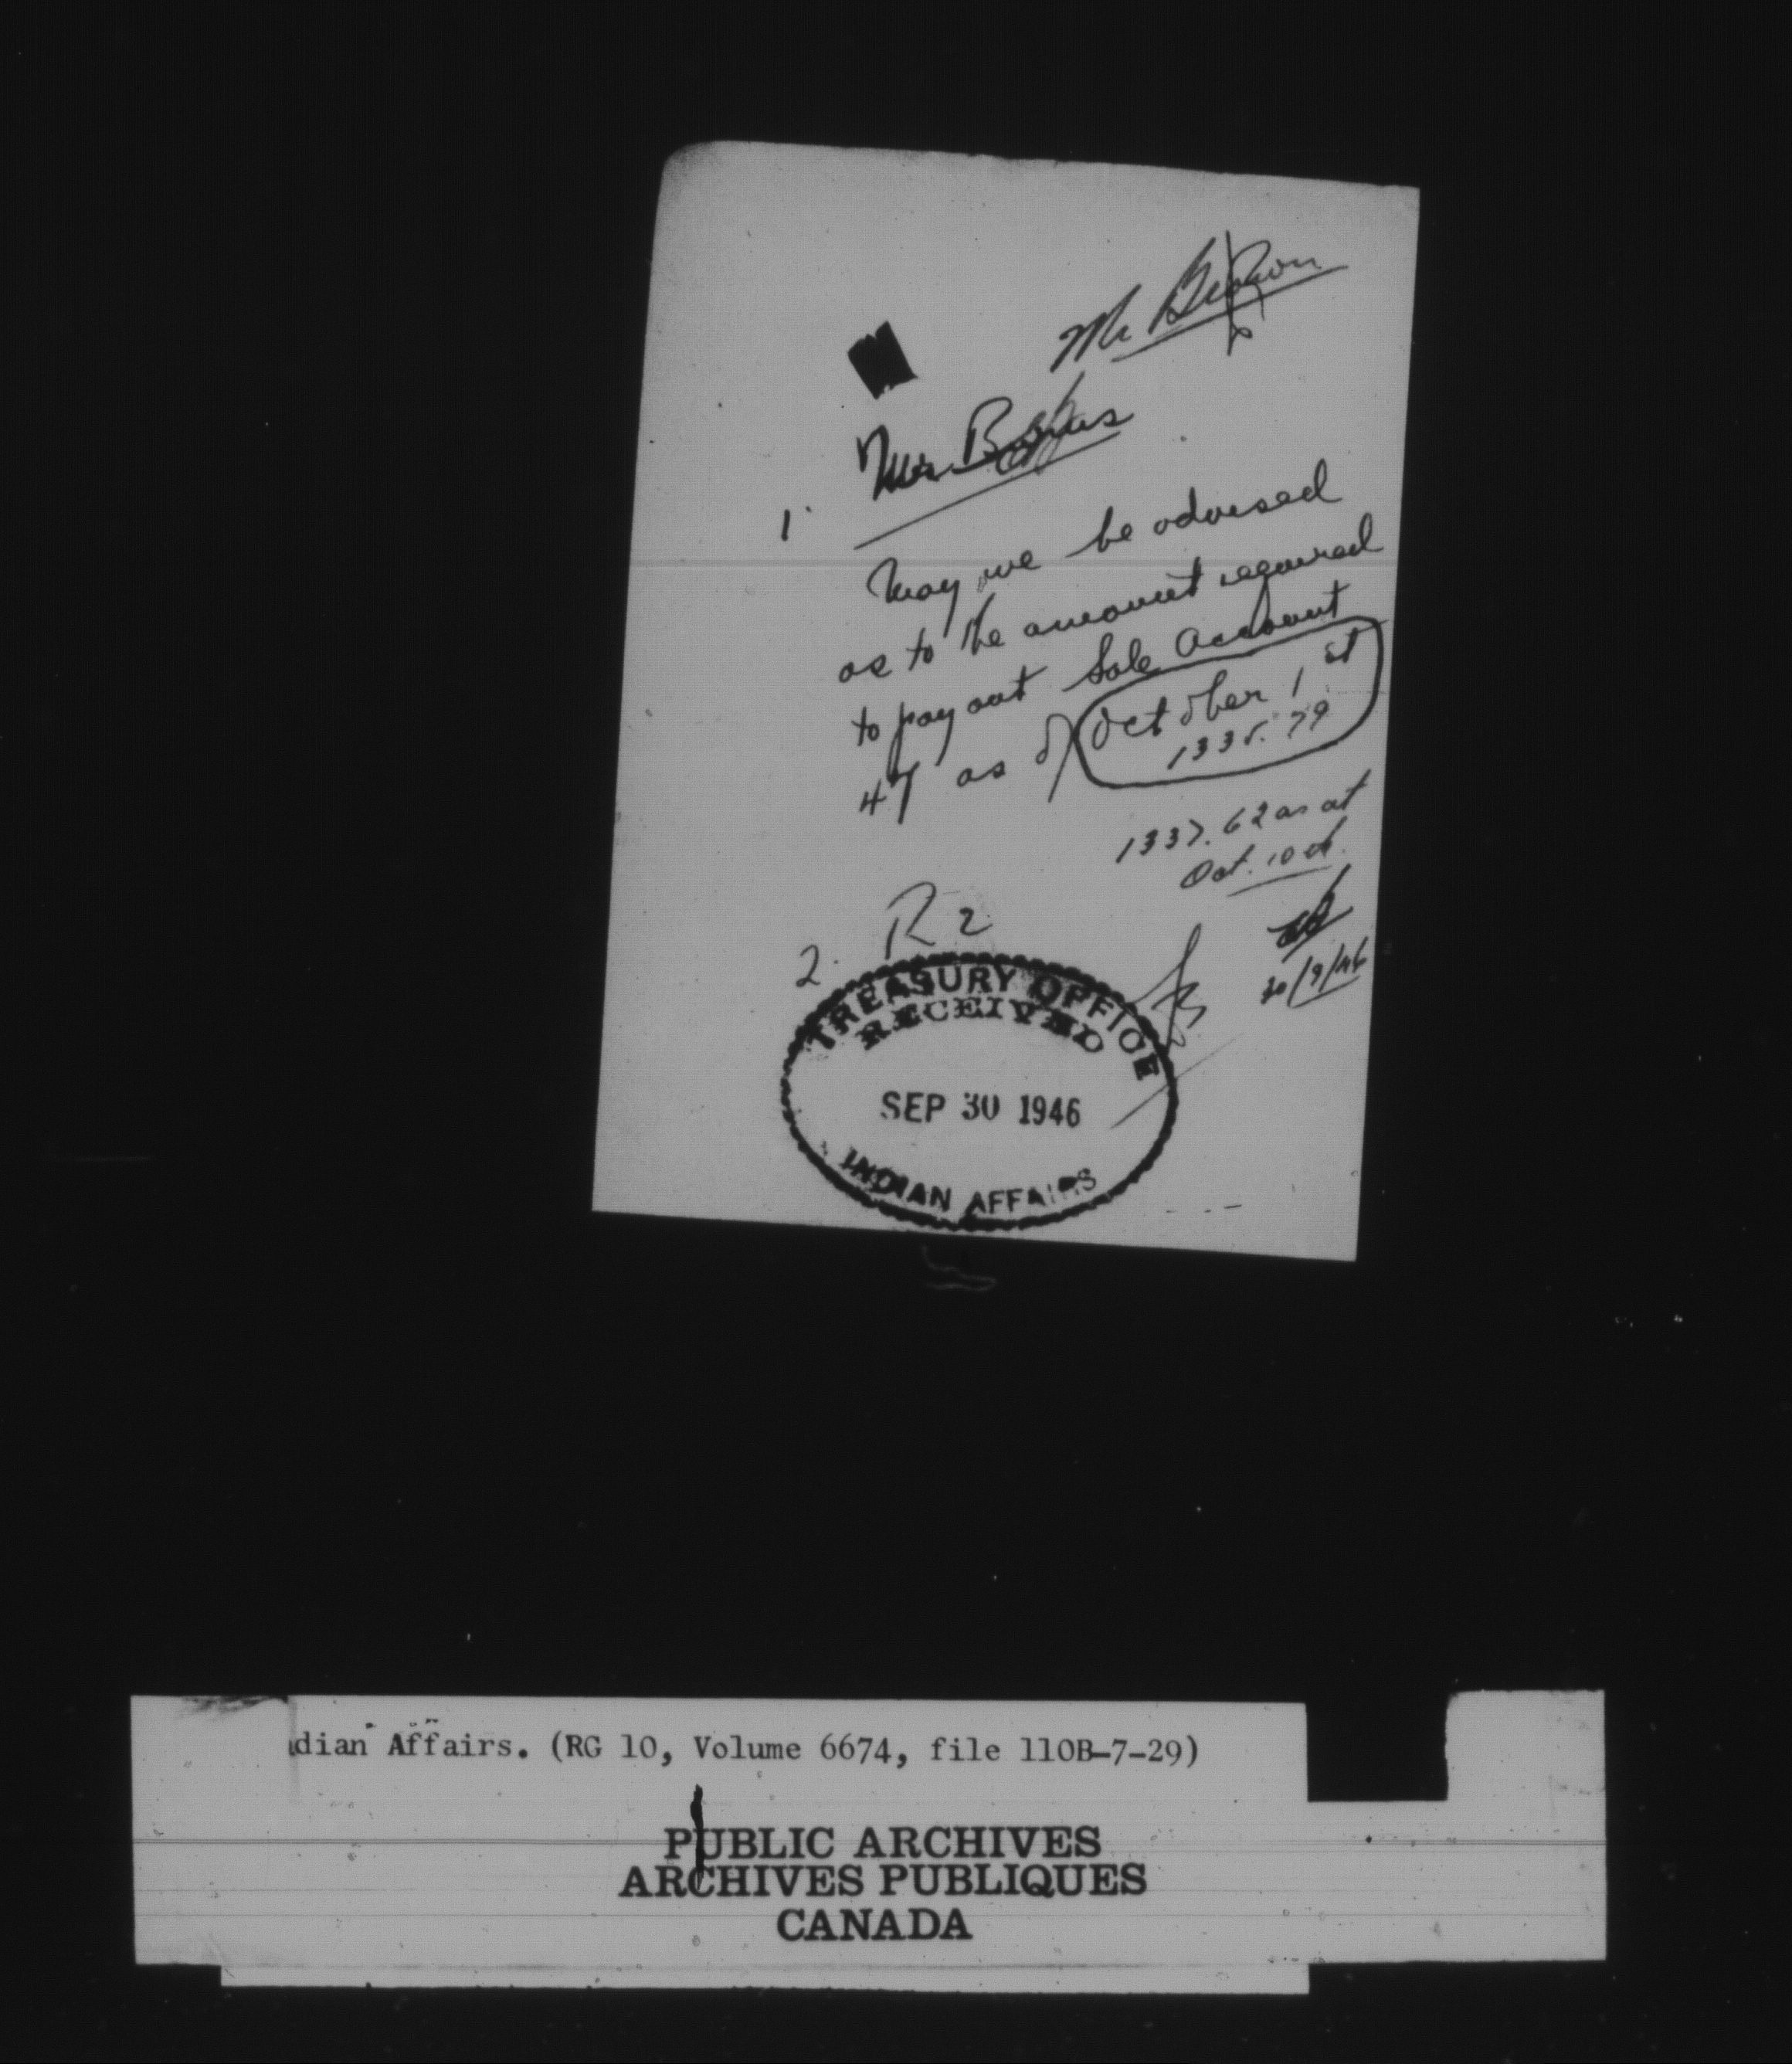 Mr
Mr
1.
May we be advised
as to the amount required
to pay out Sale Account
47 as of October 1st
1335.79
1337.62 as at
Oct. 10th.
2. R 2
30/9/46
TREASURY OFFICE
RECEIVED
SEP 30 1946
INDIAN AFFAIRS
dian Affairs. (RG 10, Volume 6674, file 110B-7-29)
PUBLIC ARCHIVES
ARCHIVES PUBLIQUES
CANADA